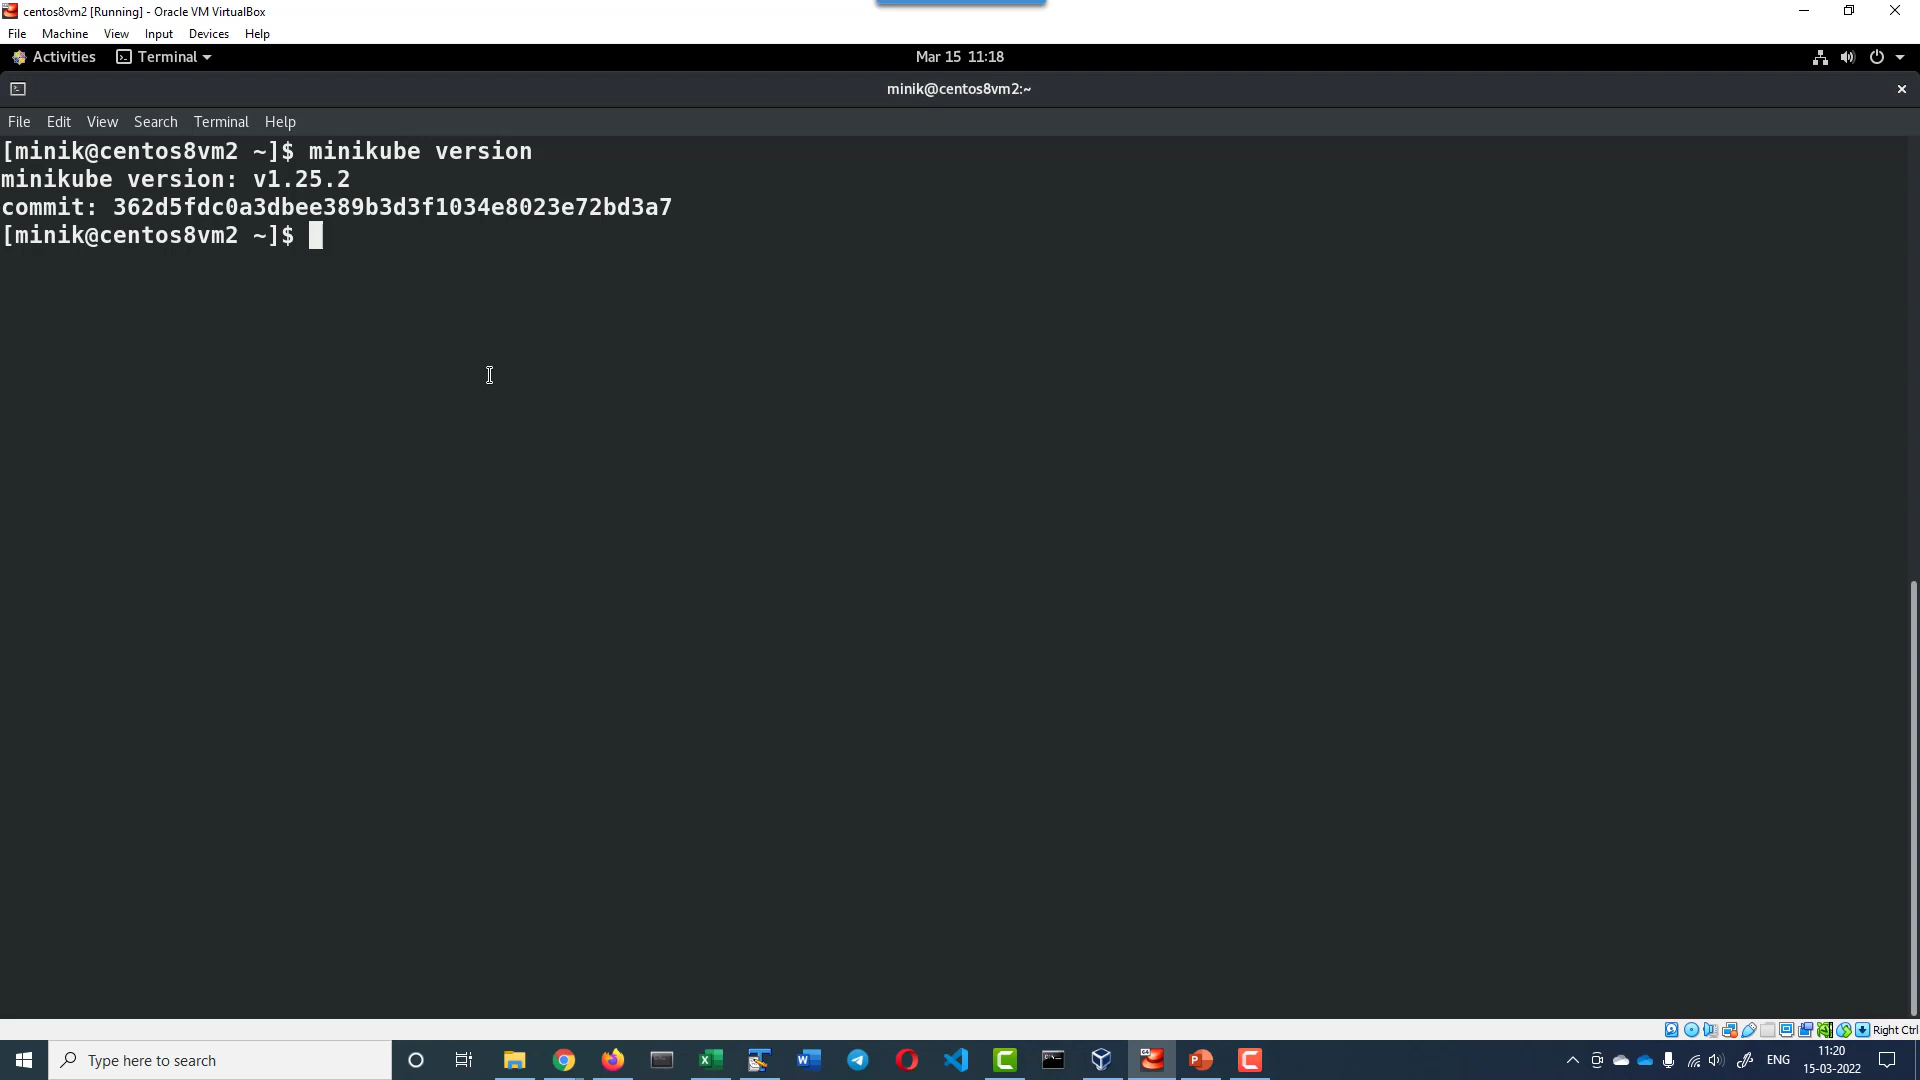 centos8vm2 [Running] - Oracle VM VirtualBox
File Machine View Input Devices Help
Activities Terminal Mar 15 11:18
minik@centos8vm2:~
File Edit View Search Terminal Help
[minik@centos8vm2 ~]$ minikube version
minikube version: v1.25.2
commit: 362d5fdc0a3dbee389b3d3f1034e8023e72bd3a7
[minik@centos8vm2 ~]$
Right Ctrl
Type here to search
ENG
11:20
15-03-2022